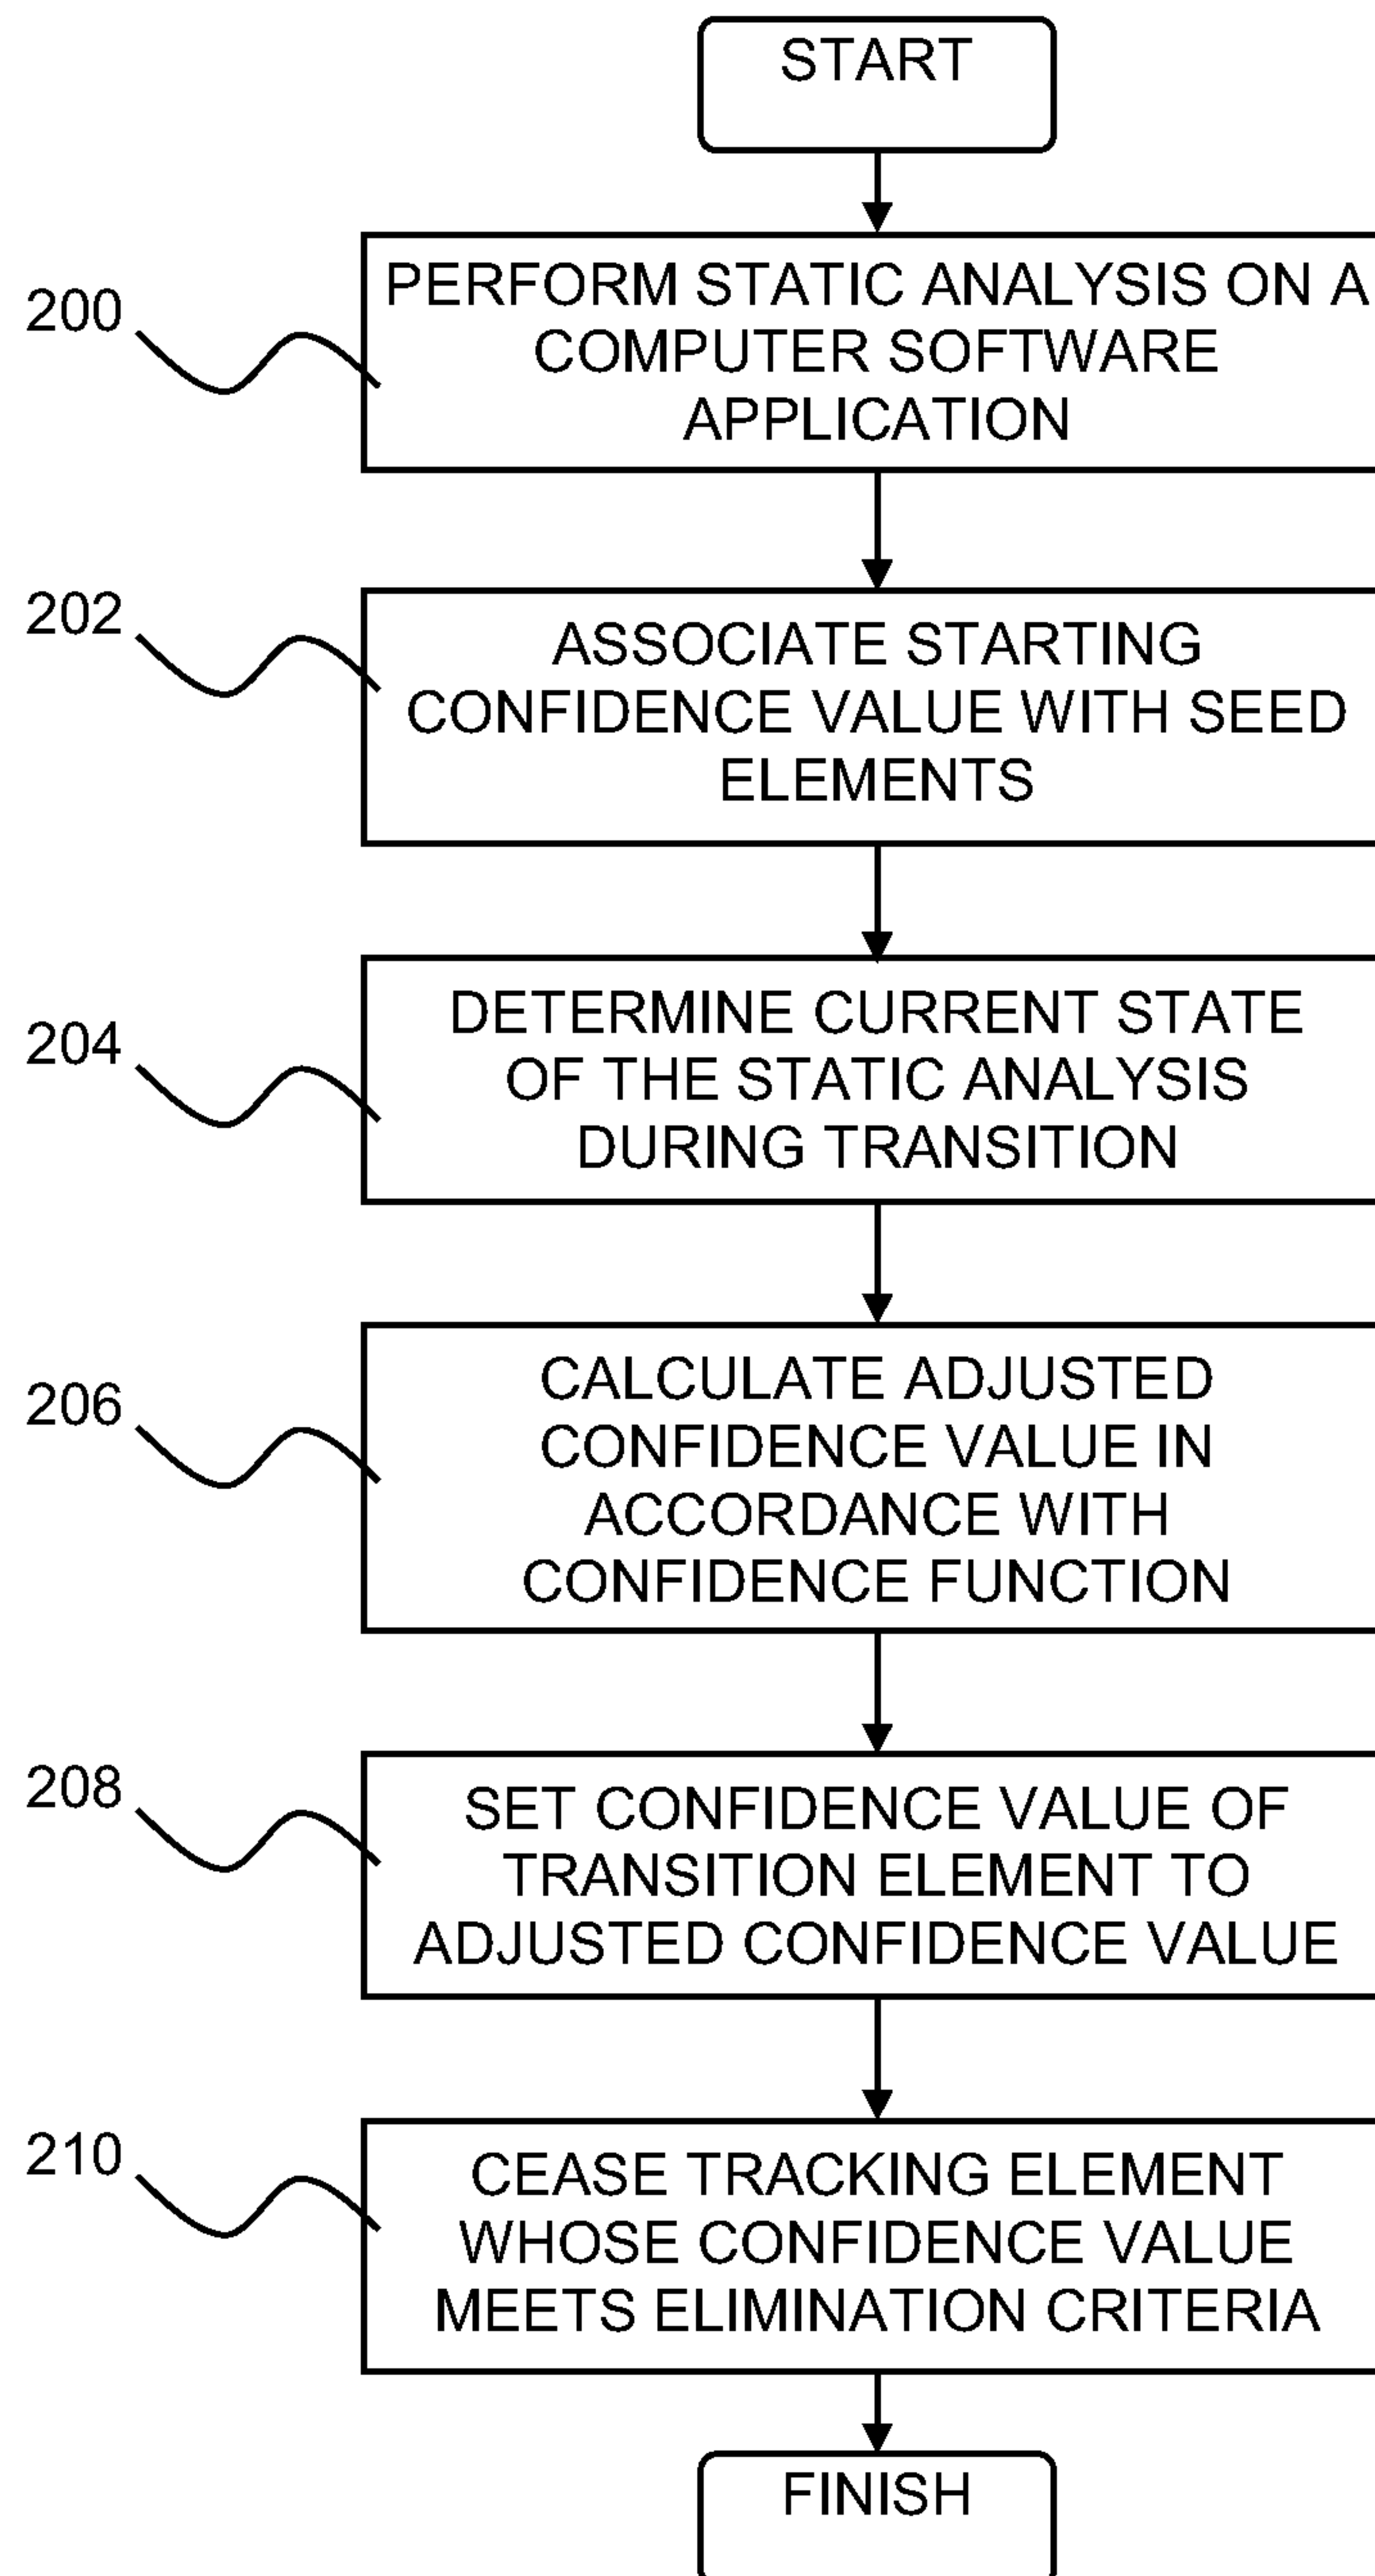 START
200
PERFORM STATIC ANALYSIS ON A
COMPUTER SOFTWARE
APPLICATION
202
ASSOCIATE STARTING
CONFIDENCE VALUE WITH SEED
ELEMENTS
204
DETERMINE CURRENT STATE
OF THE STATIC ANALYSIS
DURING TRANSITION
206
CALCULATE ADJUSTED
CONFIDENCE VALUE IN
ACCORDANCE WITH
CONFIDENCE FUNCTION
208
SET CONFIDENCE VALUE OF
TRANSITION ELEMENT TO
ADJUSTED CONFIDENCE VALUE
210
CEASE TRACKING ELEMENT
WHOSE CONFIDENCE VALUE
MEETS ELIMINATION CRITERIA
FINISH